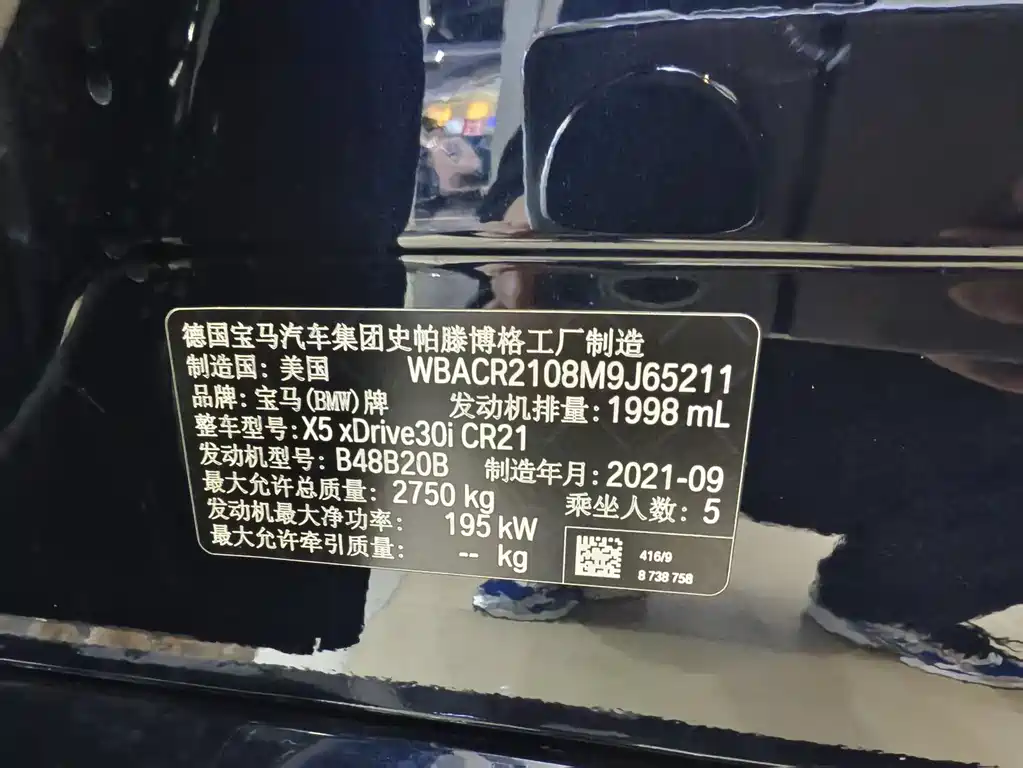 德国宝马汽车集团史帕滕博格工厂制造
制造国: 美国 WBACR2108M9J65211
品牌: 宝马(BMW)牌 发动机排量: 1998 mL
整车型号: X5 xDrive30i CR21
发动机型号: B48B20B 制造年月: 2021-09
最大允许总质量: 2750 kg 乘坐人数: 5
发动机最大净功率: 195 kW
最大允许牵引质量: -- kg
416/9
8 738 758